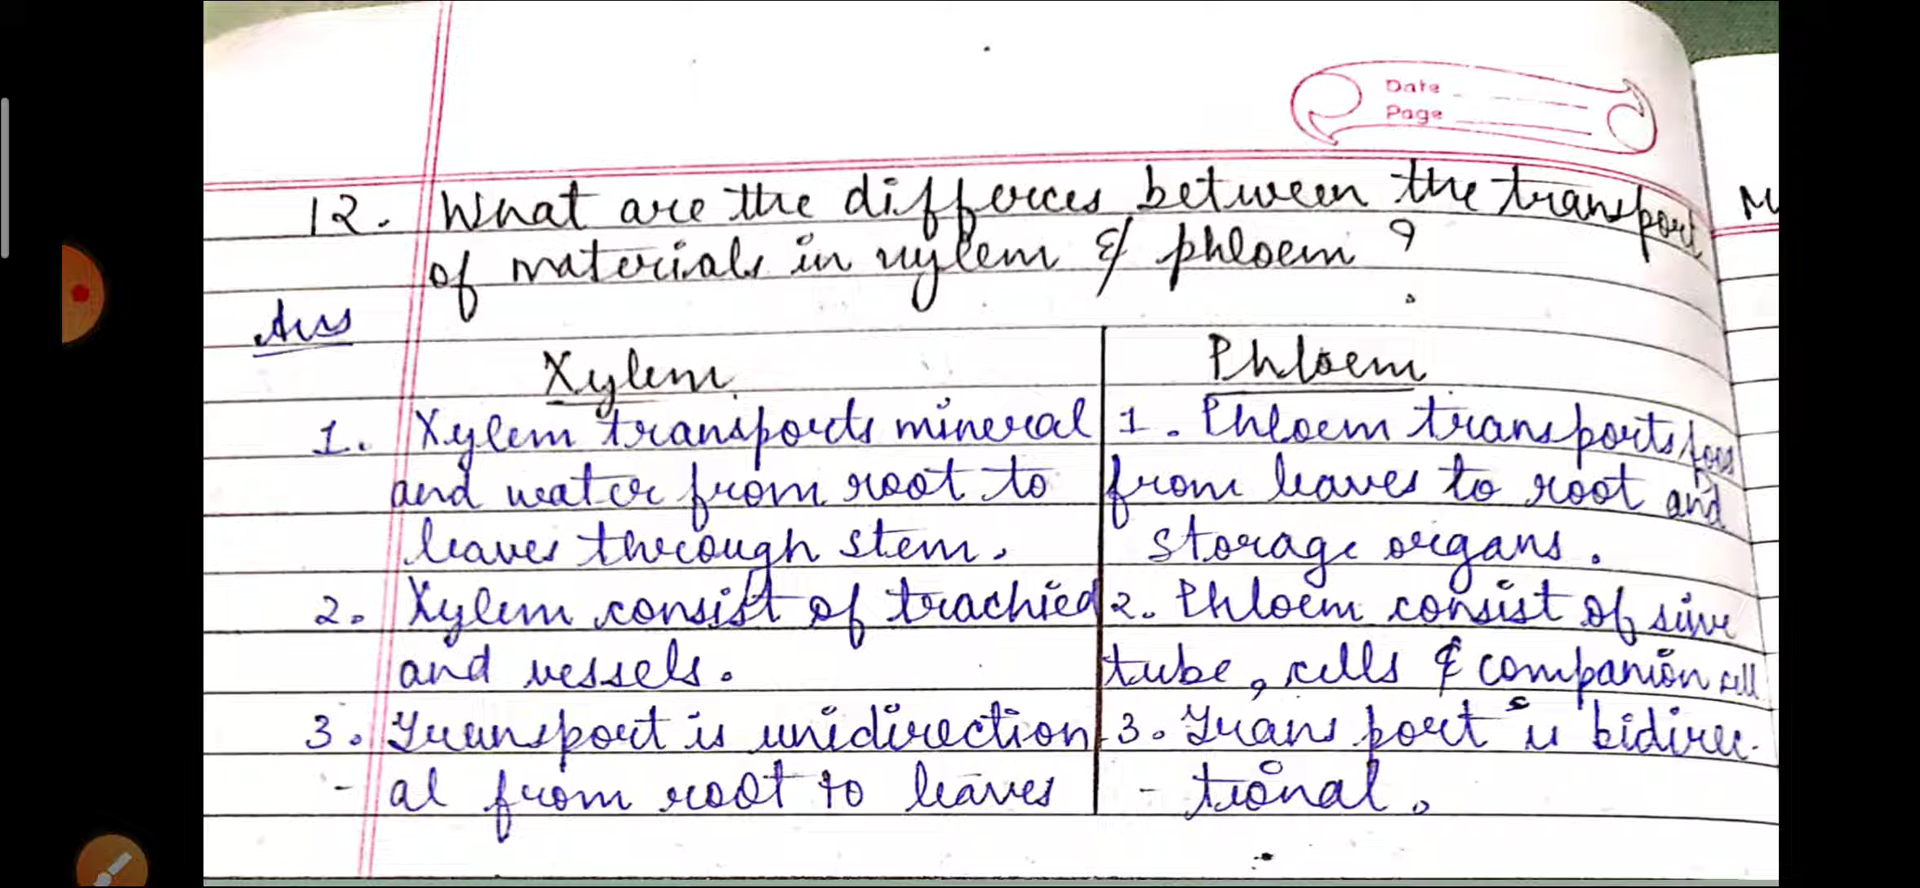 Date
Page
12. What are the differces between the transport
of materials in xylem & phloem ?
Ans
Xylem
Phloem
1. Xylem transports mineral
and water from root to
leaves through stem.
2. Xylem consist of trachied
and vessels.
3. Transport is unidirection
- al from root to leaves
1. Phloem transports
from leaves to root and
storage organs.
2. Phloem consist of sieve
tube, cells & companion cell
3. Transport is bidirec-
- tional.